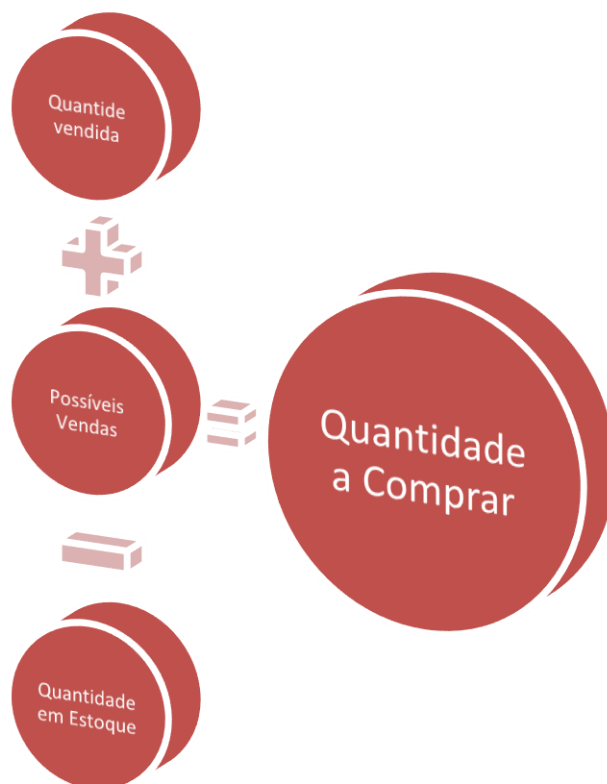 Quantide
vendida
Possíveis
Vendas
Quantidade
a Comprar
Quantidade
em Estoque